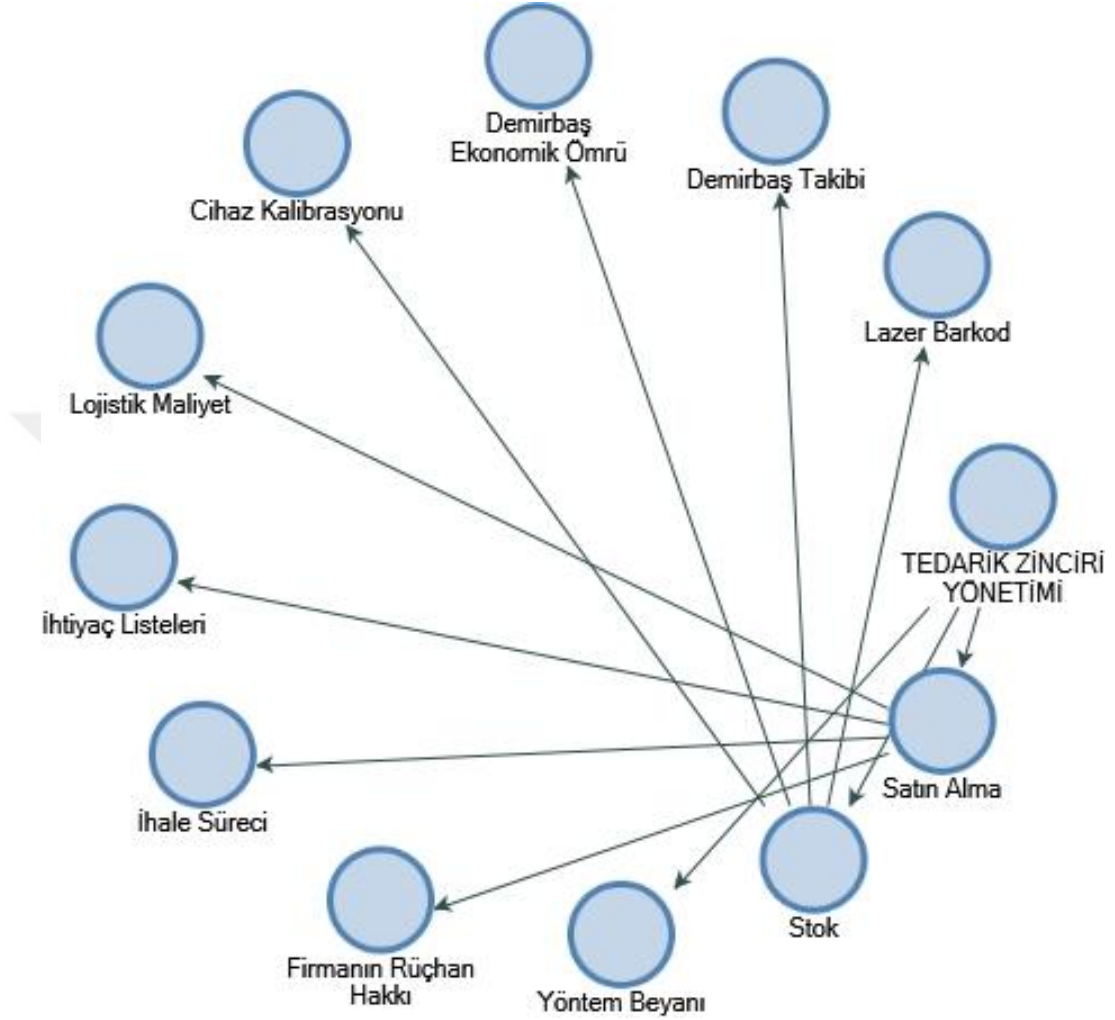 Demirbaş
Ekonomik Ömrü
Demirbaş Takibi
Cihaz Kalibrasyonu
Lazer Barkod
Lojistik Maliyet
TEDARİK ZİNCİRİ
YÖNETİMİ
İhtiyaç Listeleri
Satın Alma
İhale Süreci
Stok
Firmanın Rüçhan
Hakkı
Yöntem Beyanı